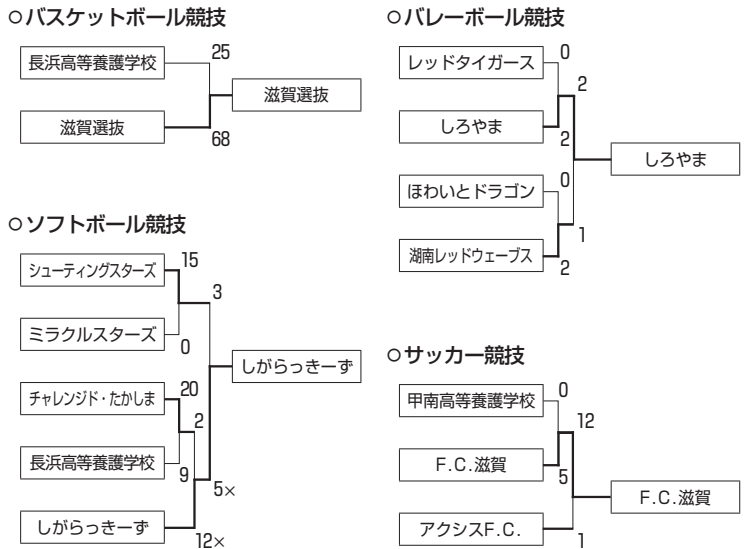 ○バスケットボール競技
長浜高等養護学校
25
滋賀選抜
滋賀選抜
68
○ソフトボール競技
シューティングスターズ
15
3
ミラクルスターズ
0
しがらっきーず
チャレンジド・たかしま
20
2
長浜高等養護学校
9
5×
しがらっきーず
12×
○バレーボール競技
レッドタイガース
0
2
しろやま
2
しろやま
ほわいとドラゴン
0
1
湖南レッドウェーブス
2
○サッカー競技
甲南高等養護学校
0
12
F.C.滋賀
5
F.C.滋賀
アクシスF.C.
1